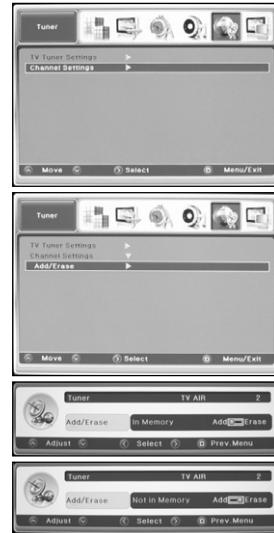 Tuner
TV Tuner Settings
Channel Settings
Move Select Menu/Exit
Tuner
TV Tuner Settings
Channel Settings
Add/Erase
Move Select Menu/Exit
Tuner TV AIR 2
Add/Erase In Memory Add Erase
Adjust Select Prev.Menu
Tuner TV AIR 2
Add/Erase Not in Memory Add Erase
Adjust Select Prev.Menu